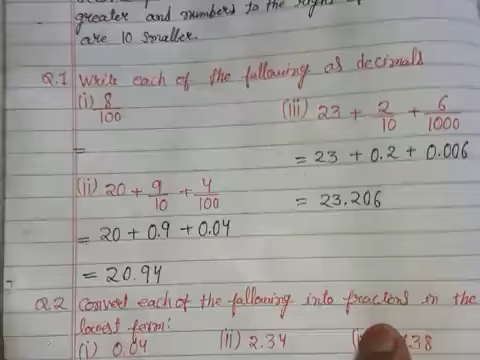 greater and numbers to the right of
are 10 smaller.
Q.1 Write each of the following as decimals
(i) 8/100
=
(ii) 20 + 9/10 + 4/100
= 20 + 0.9 + 0.04
= 20.94
(iii) 23 + 2/10 + 6/1000
= 23 + 0.2 + 0.006
= 23.206
Q.2 Convert each of the following into fractions in the
lowest form:
(i) 0.04 (ii) 2.34 .38